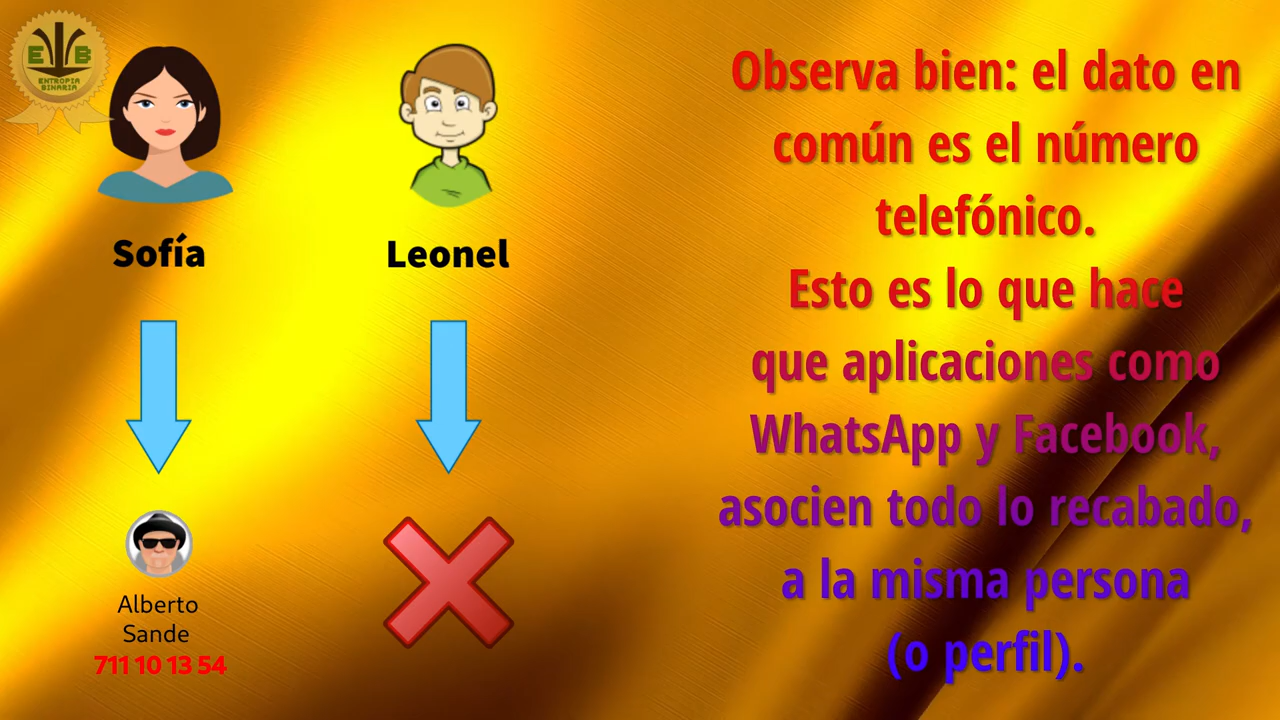 E B
ENTROPIA
BINARIA
Sofía
Leonel
Alberto
Sande
711 10 13 54
Observa bien: el dato en
común es el número
telefónico.
Esto es lo que hace
que aplicaciones como
WhatsApp y Facebook,
asocien todo lo recabado,
a la misma persona
(o perfil).